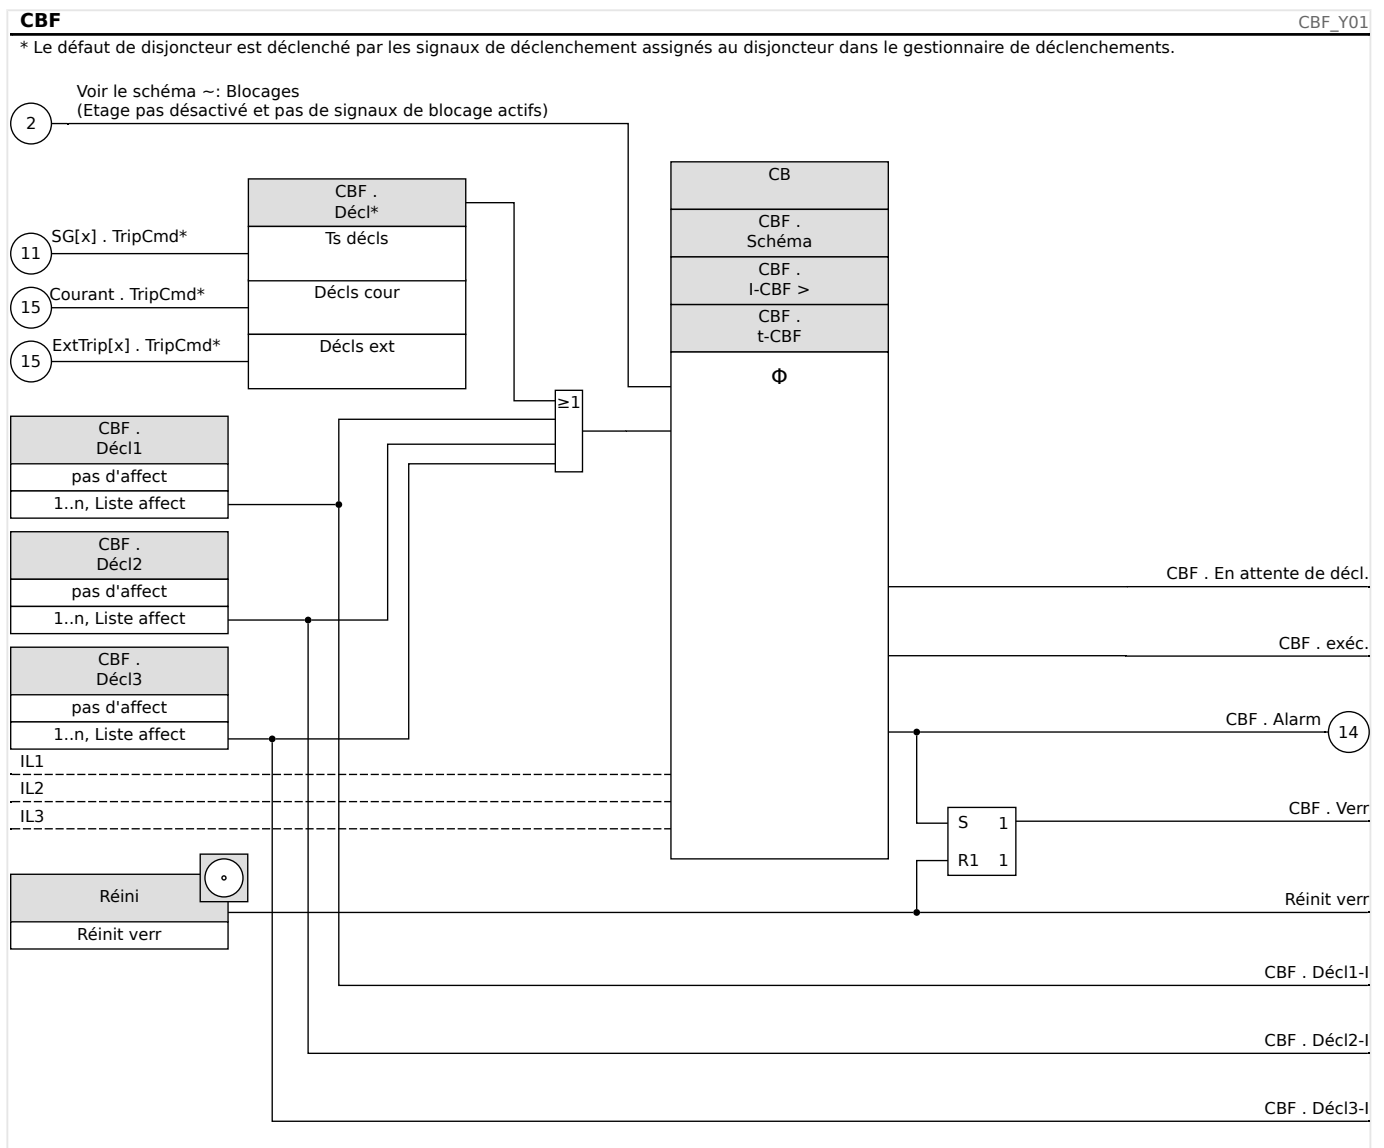 CBF
CBF_Y01
* Le défaut de disjoncteur est déclenché par les signaux de déclenchement assignés au disjoncteur dans le gestionnaire de déclenchements.
Voir le schéma ~: Blocages
(Etage pas désactivé et pas de signaux de blocage actifs)
2
CB
CBF .
Schéma
CBF .
I-CBF >
CBF .
t-CBF
Φ
CBF .
Décl*
Ts décls
Décls cour
Décls ext
11
SG[x] . TripCmd*
15
Courant . TripCmd*
15
ExtTrip[x] . TripCmd*
≥1
CBF .
Décl1
pas d'affect
1..n, Liste affect
CBF .
Décl2
pas d'affect
1..n, Liste affect
CBF .
Décl3
pas d'affect
1..n, Liste affect
IL1
IL2
IL3
CBF . En attente de décl.
CBF . exéc.
CBF . Alarm
14
S 1
R1 1
CBF . Verr
Réini
Réinit verr
Réinit verr
CBF . Décl1-I
CBF . Décl2-I
CBF . Décl3-I